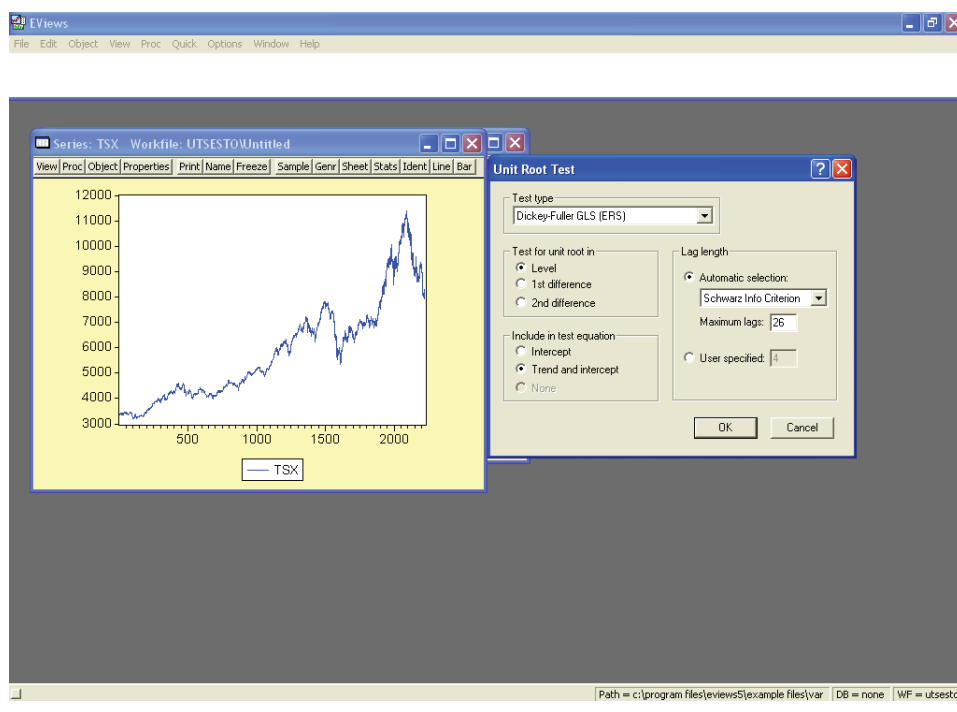 EViews
File Edit Object View Proc Quick Options Window Help
Series: TSX Workfile: UTSESTO\Untitled
View Proc Object Properties Print Name Freeze Sample Genr Sheet Stats Ident Line Bar
12000
11000
10000
9000
8000
7000
6000
5000
4000
3000
500 1000 1500 2000
TSX
Unit Root Test
Test type
Dickey-Fuller GLS (ERS)
Test for unit root in
Level
1st difference
2nd difference
Include in test equation
Intercept
Trend and intercept
None
Lag length
Automatic selection:
Schwarz Info Criterion
Maximum lags: 26
User specified: 4
OK Cancel
Path = c:\program files\eviews5\example files\var DB = none WF = utsesto